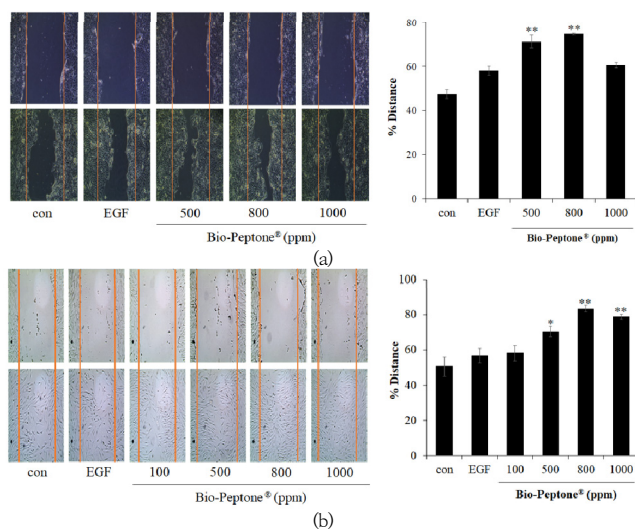 con EGF 500 800 1000
Bio-Peptone® (ppm)
80
60
40
20
0
% Distance
**
**
con EGF 500 800 1000
Bio-Peptone® (ppm)
(a)
con EGF 100 500 800 1000
Bio-Peptone® (ppm)
100
80
60
40
20
0
% Distance
*
**
**
con EGF 100 500 800 1000
Bio-Peptone® (ppm)
(b)